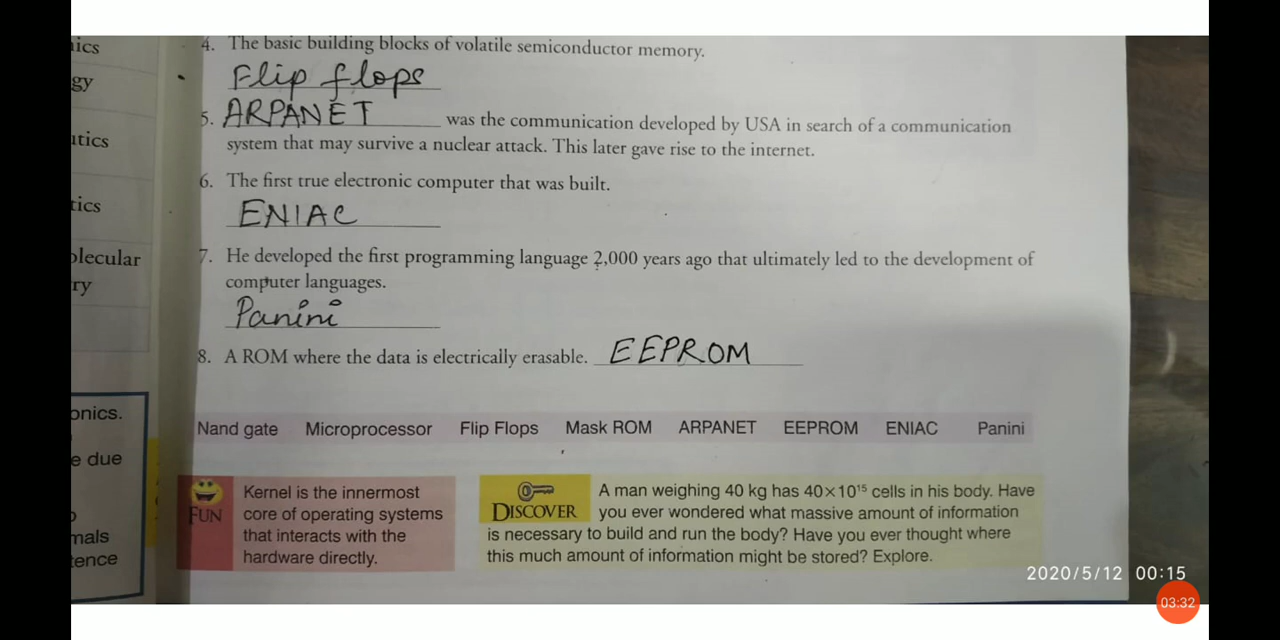 ics
4. The basic building blocks of volatile semiconductor memory.
gy
Flip flops
5. ARPANET was the communication developed by USA in search of a communication
itics
system that may survive a nuclear attack. This later gave rise to the internet.
6. The first true electronic computer that was built.
tics
ENIAC
7. He developed the first programming language 2,000 years ago that ultimately led to the development of
olecular
ry
computer languages.
Panini
8. A ROM where the data is electrically erasable. EEPROM
onics.
e due
mals
tence
Nand gate Microprocessor Flip Flops Mask ROM ARPANET EEPROM ENIAC Panini
FUN
Kernel is the innermost
core of operating systems
that interacts with the
hardware directly.
DISCOVER
A man weighing 40 kg has 40×10¹⁵ cells in his body. Have
you ever wondered what massive amount of information
is necessary to build and run the body? Have you ever thought where
this much amount of information might be stored? Explore.
2020/5/12 00:15
03:32